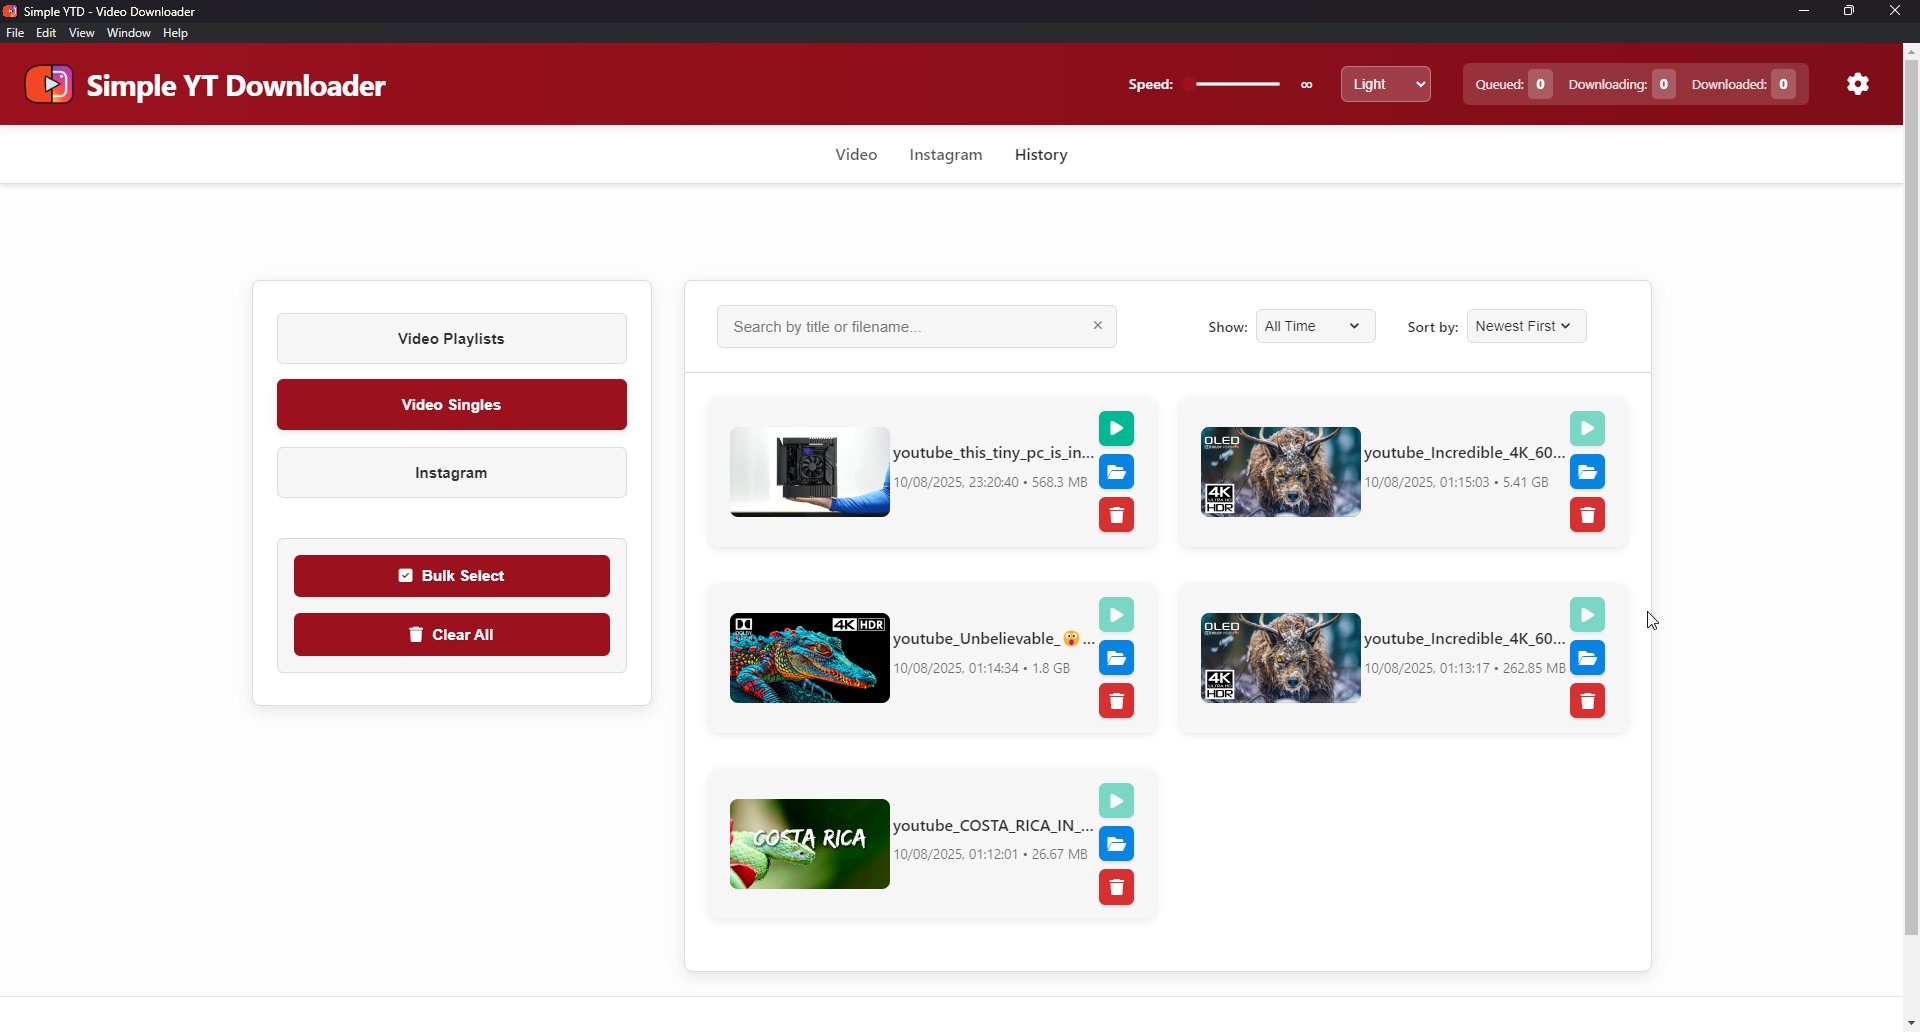 Simple YTD - Video Downloader
File Edit View Window Help
Simple YT Downloader
Speed: ∞
Light
Queued: 0 Downloading: 0 Downloaded: 0
Video Instagram History
Video Playlists
Video Singles
Instagram
Bulk Select
Clear All
Search by title or filename...
Show: All Time
Sort by: Newest First
youtube_this_tiny_pc_is_in...
10/08/2025, 23:20:40 • 568.3 MB
OLED
4K
ULTRA HD
HDR
youtube_Incredible_4K_60...
10/08/2025, 01:15:03 • 5.41 GB
DOLBY
4K HDR
youtube_Unbelievable_😲...
10/08/2025, 01:14:34 • 1.8 GB
OLED
4K
ULTRA HD
HDR
youtube_Incredible_4K_60...
10/08/2025, 01:13:17 • 262.85 MB
COSTA RICA
youtube_COSTA_RICA_IN_...
10/08/2025, 01:12:01 • 26.67 MB